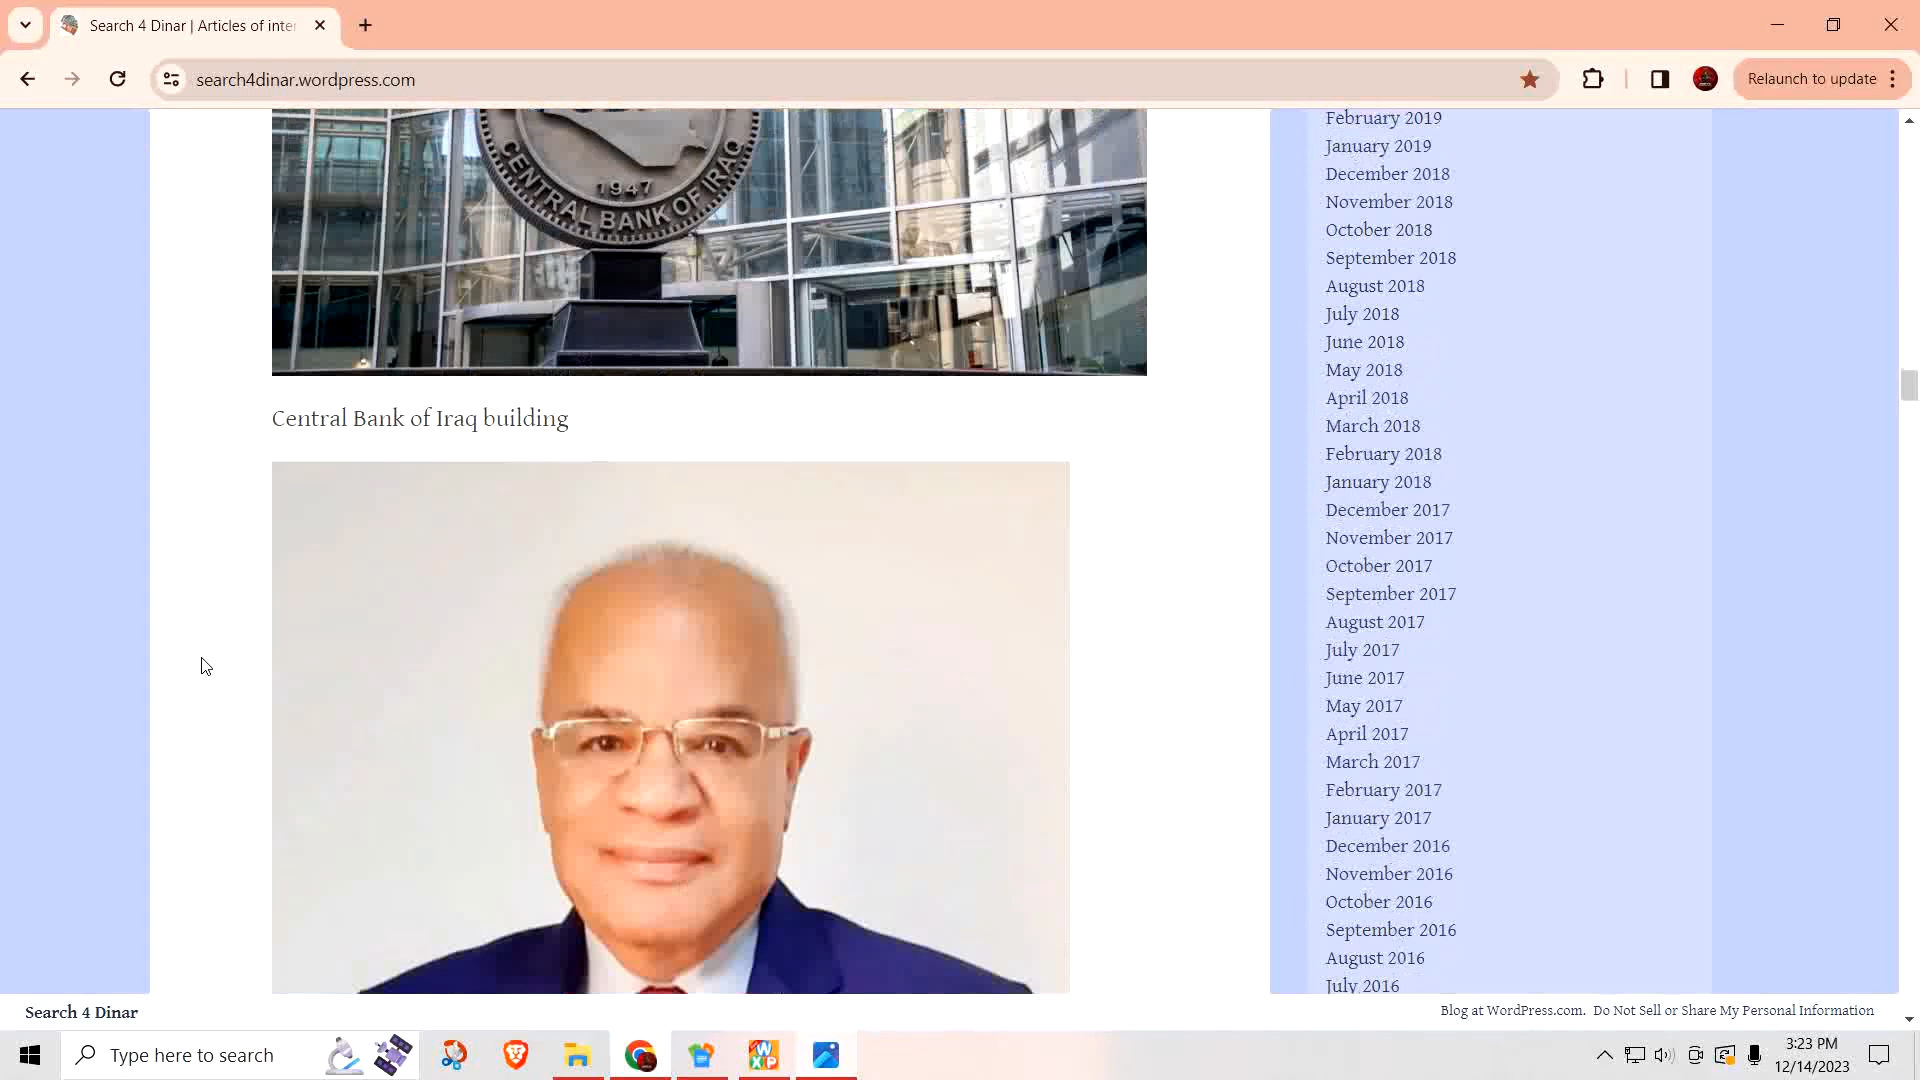 Search 4 Dinar | Articles of inter
search4dinar.wordpress.com
Relaunch to update
1947
CENTRAL BANK OF IRAQ
Central Bank of Iraq building
February 2019
January 2019
December 2018
November 2018
October 2018
September 2018
August 2018
July 2018
June 2018
May 2018
April 2018
March 2018
February 2018
January 2018
December 2017
November 2017
October 2017
September 2017
August 2017
July 2017
June 2017
May 2017
April 2017
March 2017
February 2017
January 2017
December 2016
November 2016
October 2016
September 2016
August 2016
July 2016
Search 4 Dinar
Blog at WordPress.com. Do Not Sell or Share My Personal Information
Type here to search
W
XP
3:23 PM
12/14/2023